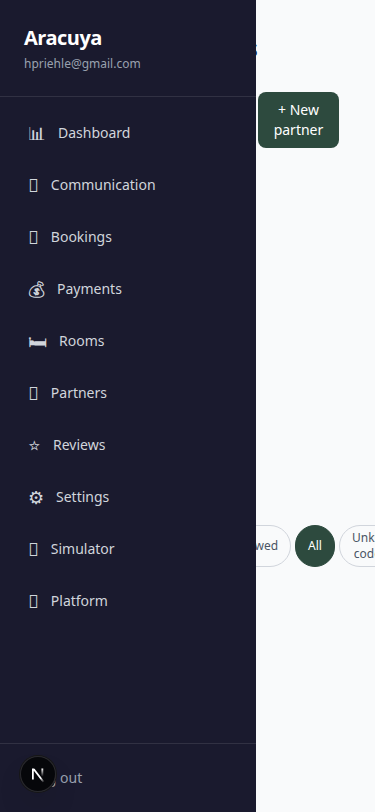 Aracuya
hpriehle@gmail.com
Dashboard
Communication
Bookings
Payments
Rooms
Partners
Reviews
Settings
Simulator
Platform
out
N
+ New
partner
wed
All
Unk
cod